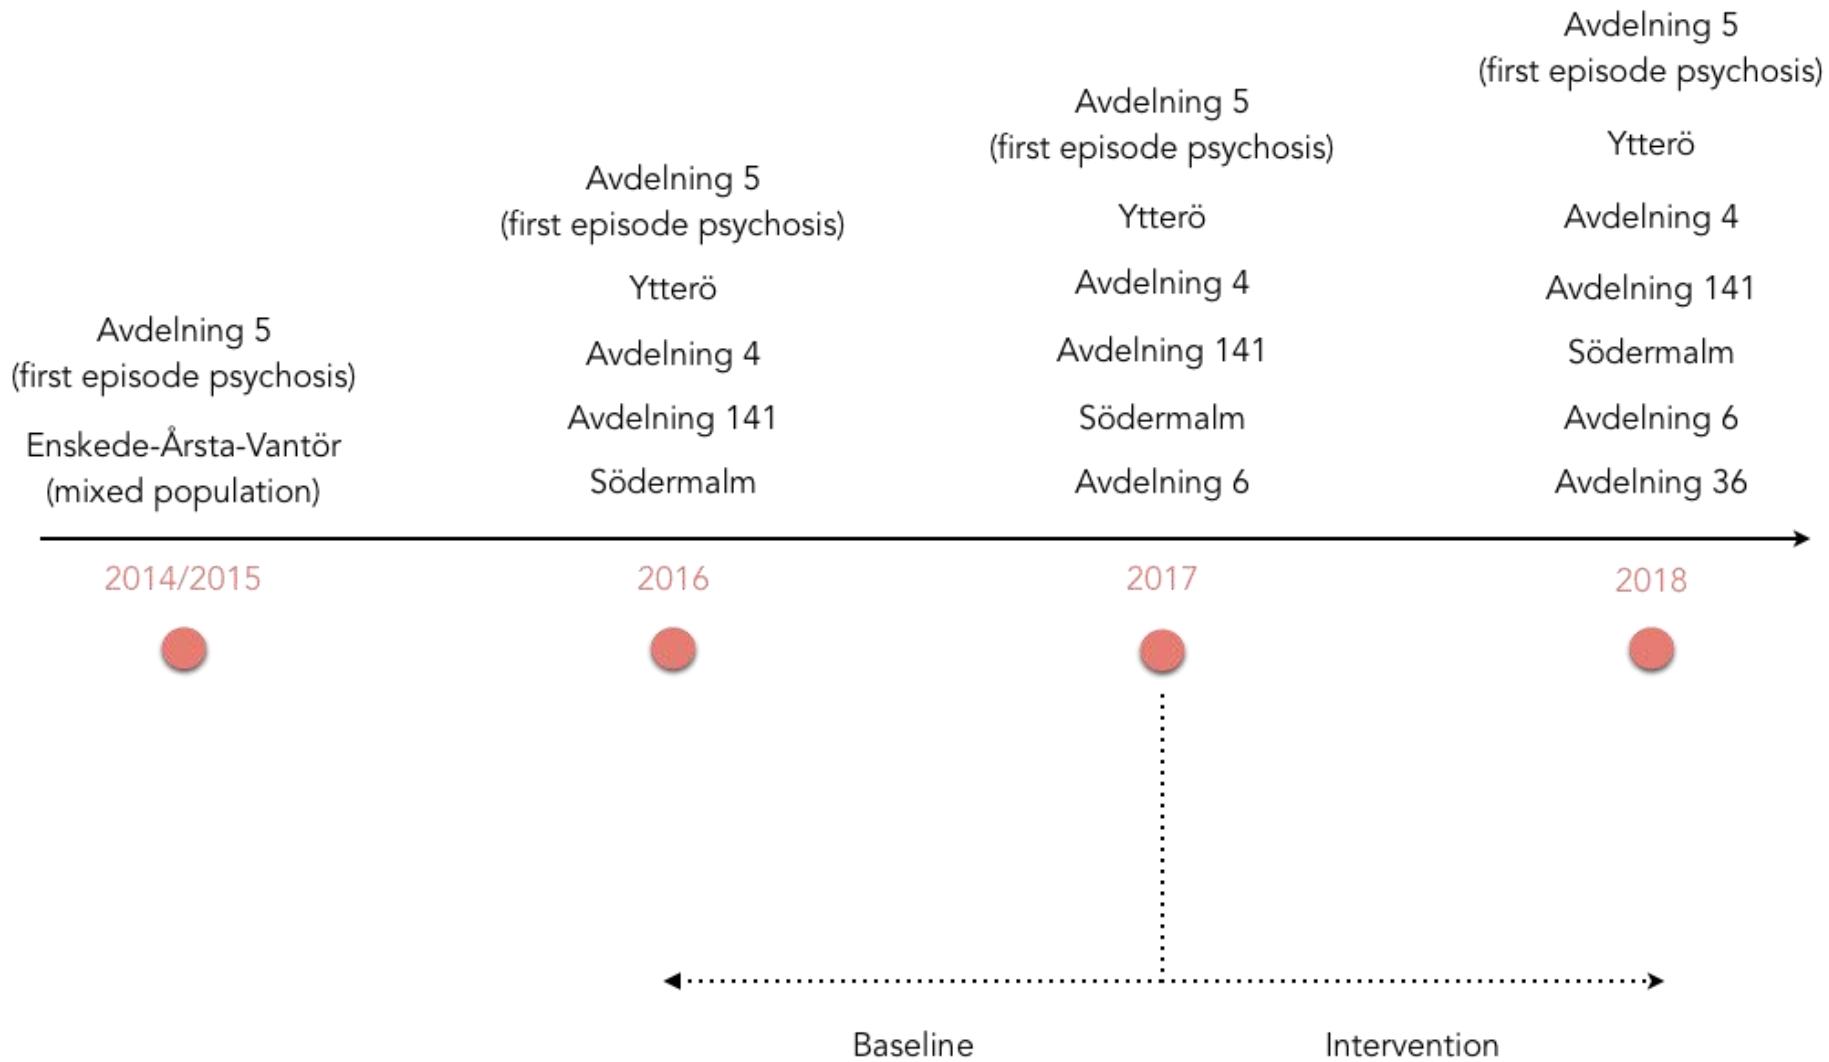 Avdelning 5
(first episode psychosis)
Enskede-Årsta-Vantör
(mixed population)
2014/2015
Avdelning 5
(first episode psychosis)
Ytterö
Avdelning 4
Avdelning 141
Södermalm
2016
Avdelning 5
(first episode psychosis)
Ytterö
Avdelning 4
Avdelning 141
Södermalm
Avdelning 6
2017
Avdelning 5
(first episode psychosis)
Ytterö
Avdelning 4
Avdelning 141
Södermalm
Avdelning 6
Avdelning 36
2018
Baseline
Intervention